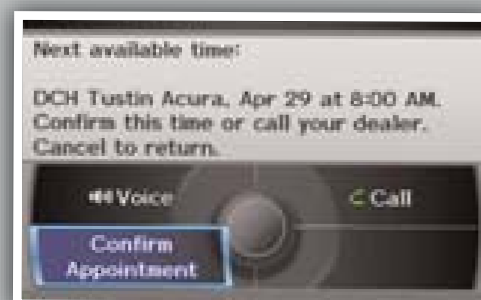 Next available time:
DCH Tustin Acura, Apr 29 at 8:00 AM.
Confirm this time or call your dealer.
Cancel to return.
Voice
Call
Confirm
Appointment